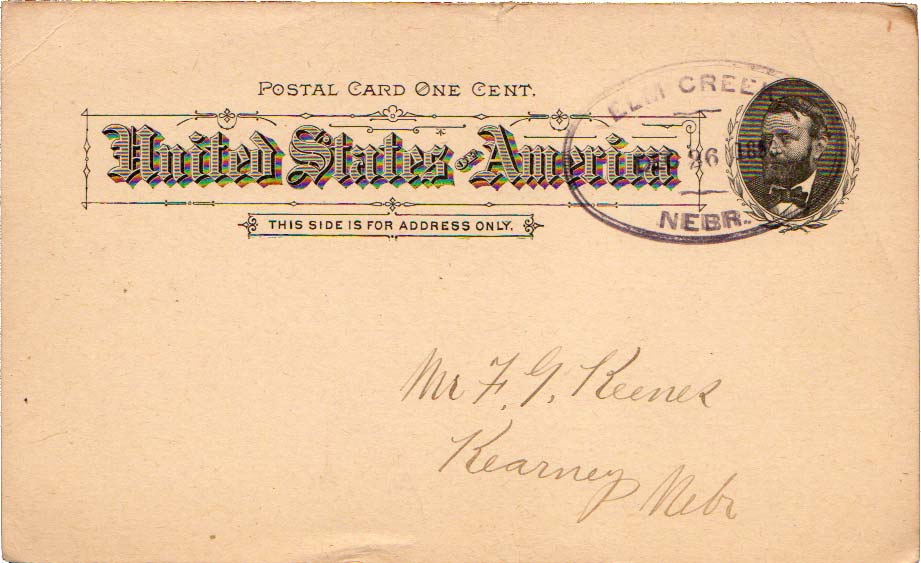 POSTAL CARD ONE CENT.
United States OF America
THIS SIDE IS FOR ADDRESS ONLY.
ELM CREEK
26
NEBR.
Mr F. G. Keenes
Kearney Nebr